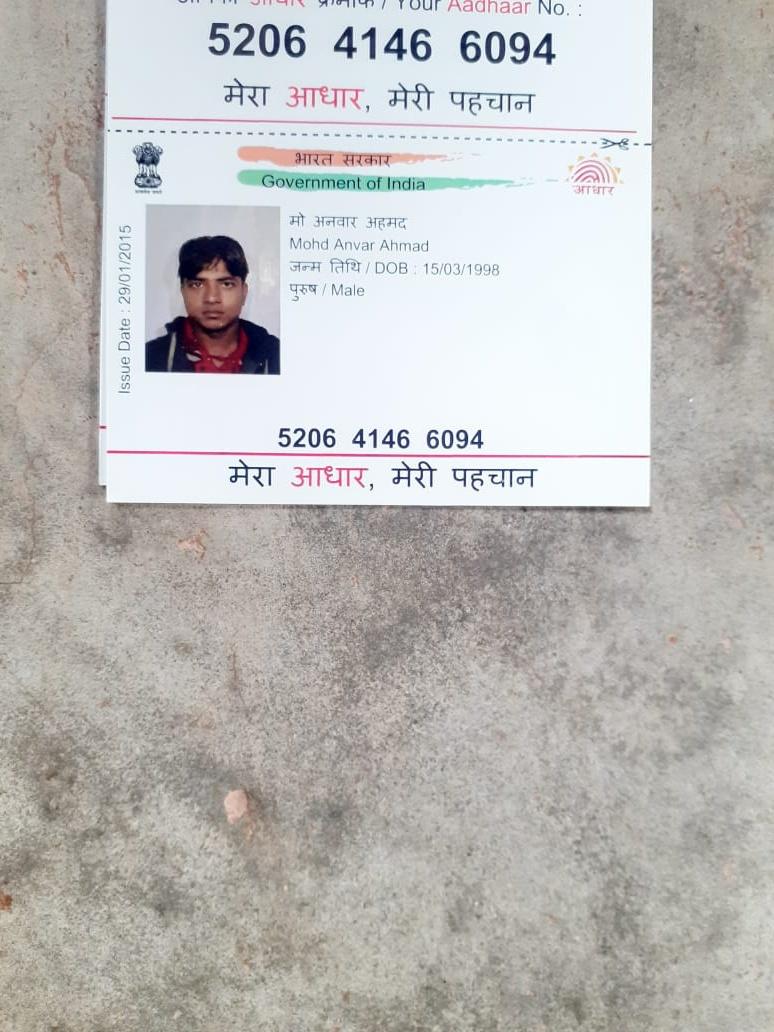 आपका आधार क्रमांक / Your Aadhaar No. :
5206 4146 6094
मेरा आधार, मेरी पहचान
भारत सरकार
Government of India
आधार
Issue Date : 29/01/2015
मो अनवार अहमद
Mohd Anvar Ahmad
जन्म तिथि / DOB : 15/03/1998
पुरुष / Male
5206 4146 6094
मेरा आधार, मेरी पहचान